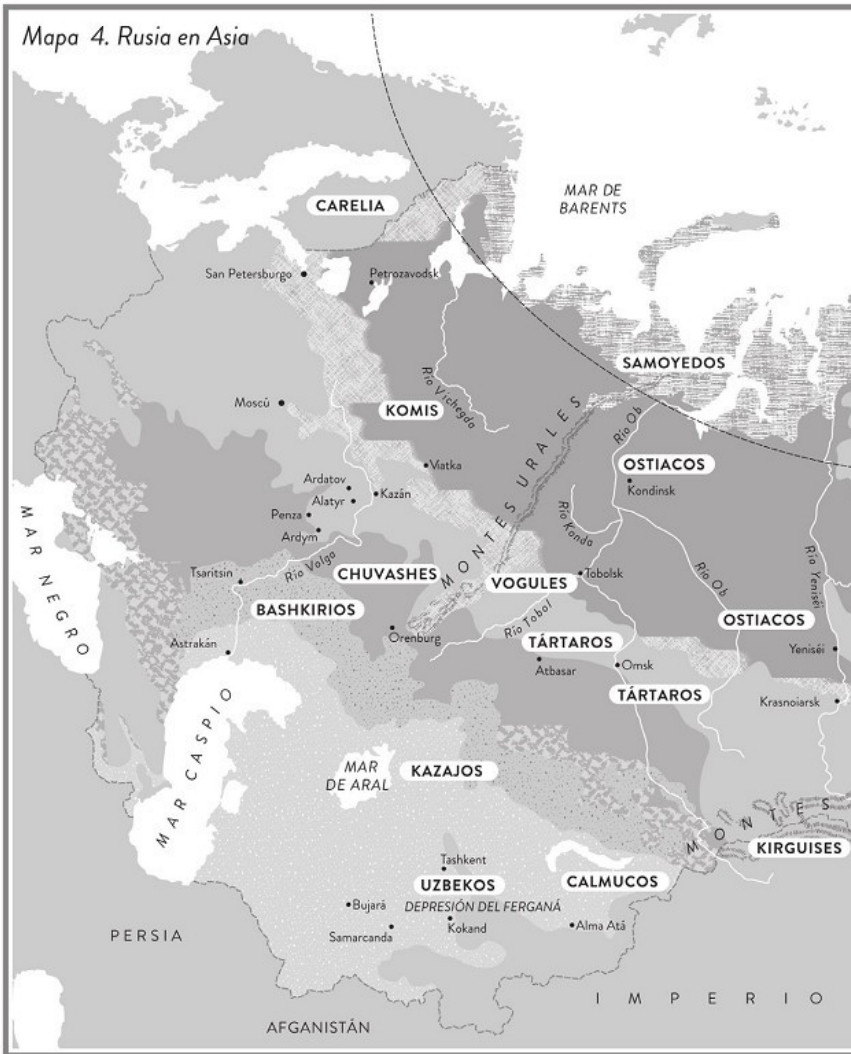 Mapa 4. Rusia en Asia
MAR DE
BARENTS
CARELIA
San Petersburgo
Petrozavodsk
SAMOYEDOS
Río Vichegda
Moscú
KOMIS
Río Ob
MONTES URALES
Viatka
OSTIACOS
Kondinsk
Ardatov
Alatyr
Kazán
Penza
Ardym
Río Konda
MAR NEGRO
Río Volga
Tsaritsin
CHUVASHES
VOGULES
Tobolsk
Río Ob
Río Yeniséi
BASHKIRIOS
Río Tobol
OSTIACOS
Orenburg
Astrakán
TÁRTAROS
Atbasar
Omsk
Yeniséi
TÁRTAROS
Krasnoiarsk
MAR CASPIO
MAR
DE ARAL
KAZAJOS
MONTES
KIRGUISES
Tashkent
UZBEKOS
CALMUCOS
Bujará
DEPRESIÓN DEL FERGANÁ
Samarcanda
Kokand
Alma Atá
PERSIA
IMPERIO
AFGANISTÁN